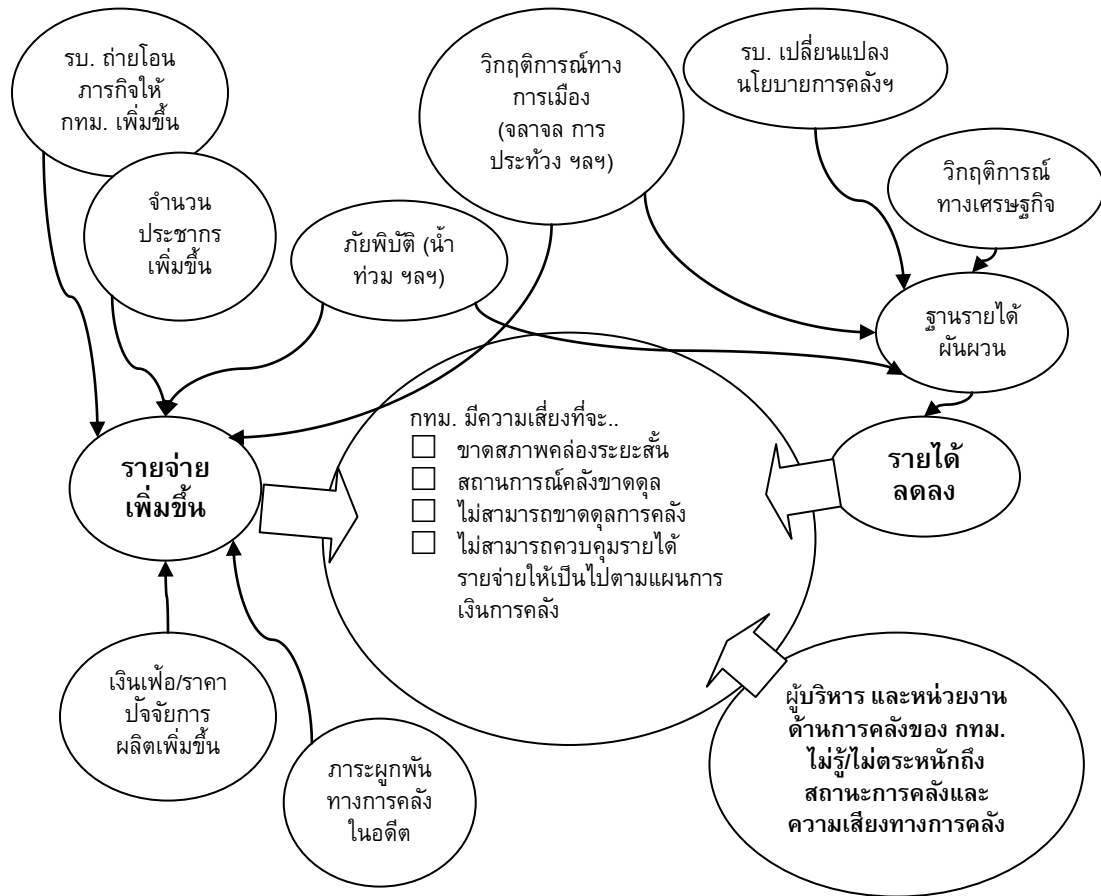 รบ. ถ่ายโอน
ภารกิจให้
กทม. เพิ่มขึ้น
จำนวน
ประชากร
เพิ่มขึ้น
ภัยพิบัติ (น้ำ
ท่วม ฯลฯ)
วิกฤติการณ์ทาง
การเมือง
(จลาจล การ
ประท้วง ฯลฯ)
รบ. เปลี่ยนแปลง
นโยบายการคลังฯ
วิกฤติการณ์
ทางเศรษฐกิจ
ฐานรายได้
ผันผวน
รายจ่าย
เพิ่มขึ้น
กทม. มีความเสี่ยงที่จะ..
ขาดสภาพคล่องระยะสั้น
สถานการณ์คลังขาดดุล
ไม่สามารถขาดดุลการคลัง
ไม่สามารถควบคุมรายได้
รายจ่ายให้เป็นไปตามแผนการ
เงินการคลัง
รายได้
ลดลง
เงินเฟ้อ/ราคา
ปัจจัยการ
ผลิตเพิ่มขึ้น
ภาระผูกพัน
ทางการคลัง
ในอดีต
ผู้บริหาร และหน่วยงาน
ด้านการคลังของ กทม.
ไม่รู้/ไม่ตระหนักถึง
สถานะการคลังและ
ความเสี่ยงทางการคลัง